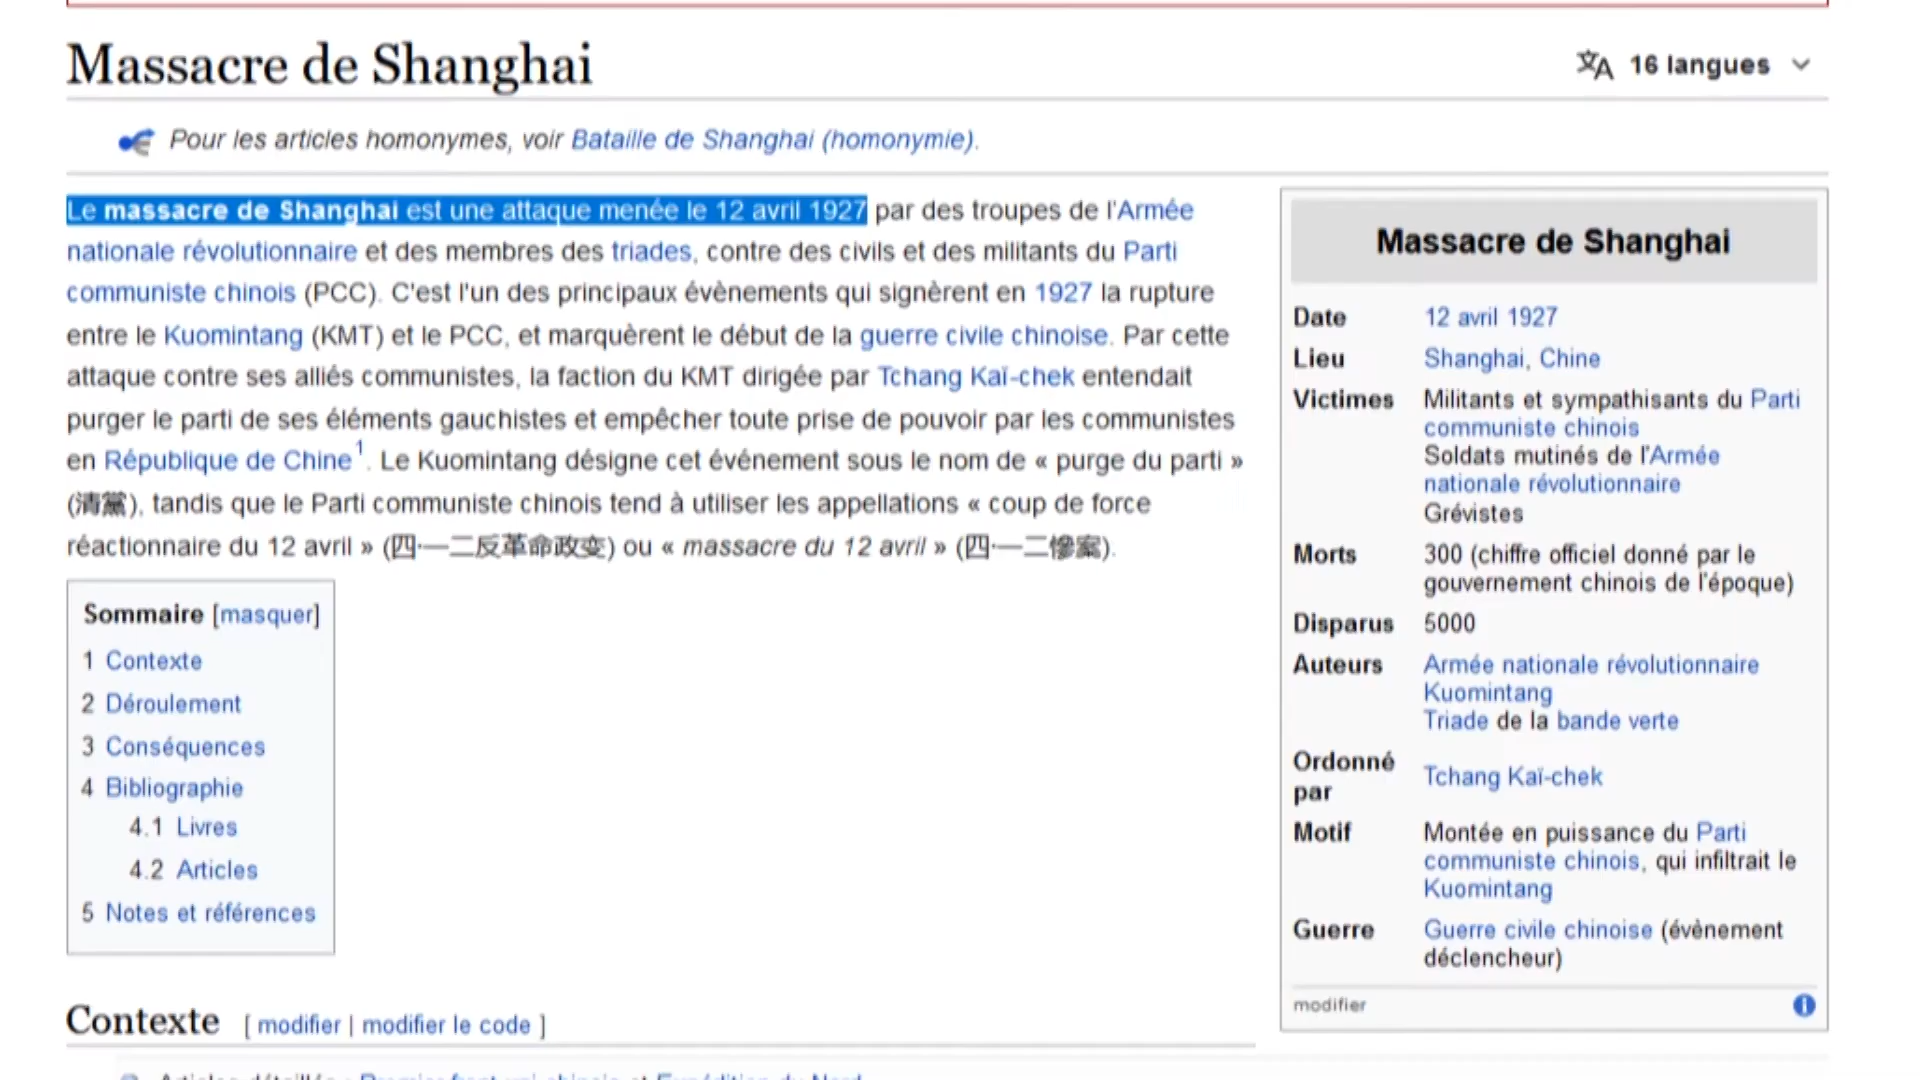 Massacre de Shanghai
16 langues
Pour les articles homonymes, voir Bataille de Shanghai (homonymie).
Le massacre de Shanghai est une attaque menée le 12 avril 1927 par des troupes de l'Armée
nationale révolutionnaire et des membres des triades, contre des civils et des militants du Parti
communiste chinois (PCC). C'est l'un des principaux évènements qui signèrent en 1927 la rupture
entre le Kuomintang (KMT) et le PCC, et marquèrent le début de la guerre civile chinoise. Par cette
attaque contre ses alliés communistes, la faction du KMT dirigée par Tchang Kaï-chek entendait
purger le parti de ses éléments gauchistes et empêcher toute prise de pouvoir par les communistes
en République de Chine1. Le Kuomintang désigne cet événement sous le nom de « purge du parti »
(清黨), tandis que le Parti communiste chinois tend à utiliser les appellations « coup de force
réactionnaire du 12 avril » (四·一二反革命政变) ou « massacre du 12 avril » (四·一二慘案).
Sommaire [masquer]
1 Contexte
2 Déroulement
3 Conséquences
4 Bibliographie
4.1 Livres
4.2 Articles
5 Notes et références
Massacre de Shanghai
Date 12 avril 1927
Lieu Shanghai, Chine
Victimes Militants et sympathisants du Parti
communiste chinois
Soldats mutinés de l'Armée
nationale révolutionnaire
Grévistes
Morts 300 (chiffre officiel donné par le
gouvernement chinois de l'époque)
Disparus 5000
Auteurs Armée nationale révolutionnaire
Kuomintang
Triade de la bande verte
Ordonné
par Tchang Kaï-chek
Motif Montée en puissance du Parti
communiste chinois, qui infiltrait le
Kuomintang
Guerre Guerre civile chinoise (évènement
déclencheur)
modifier
Contexte [ modifier | modifier le code ]